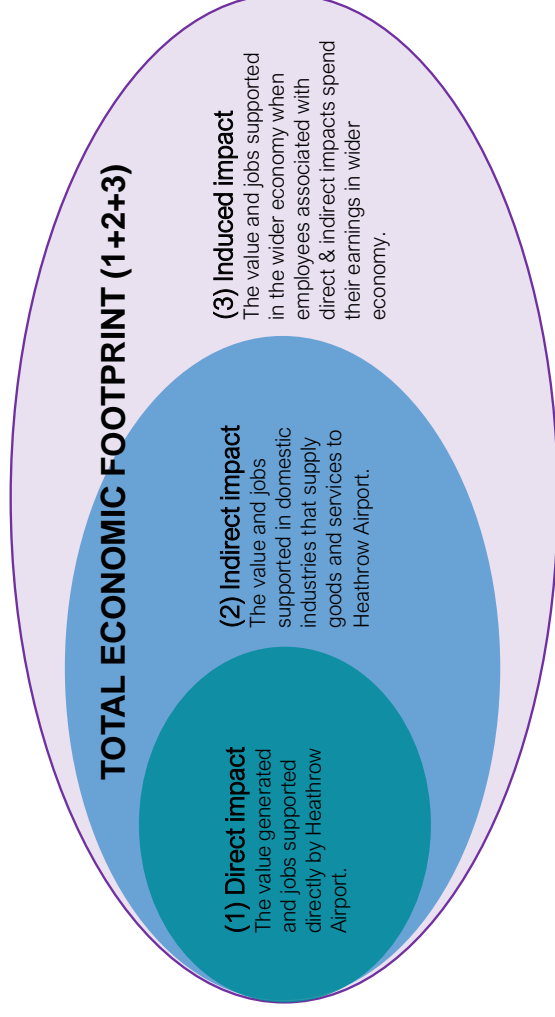 TOTAL ECONOMIC FOOTPRINT (1+2+3)
(1) Direct impact
The value generated
and jobs supported
directly by Heathrow
Airport.
(2) Indirect impact
The value and jobs
supported in domestic
industries that supply
goods and services to
Heathrow Airport.
(3) Induced impact
The value and jobs supported
in the wider economy when
employees associated with
direct & indirect impacts spend
their earnings in wider
economy.